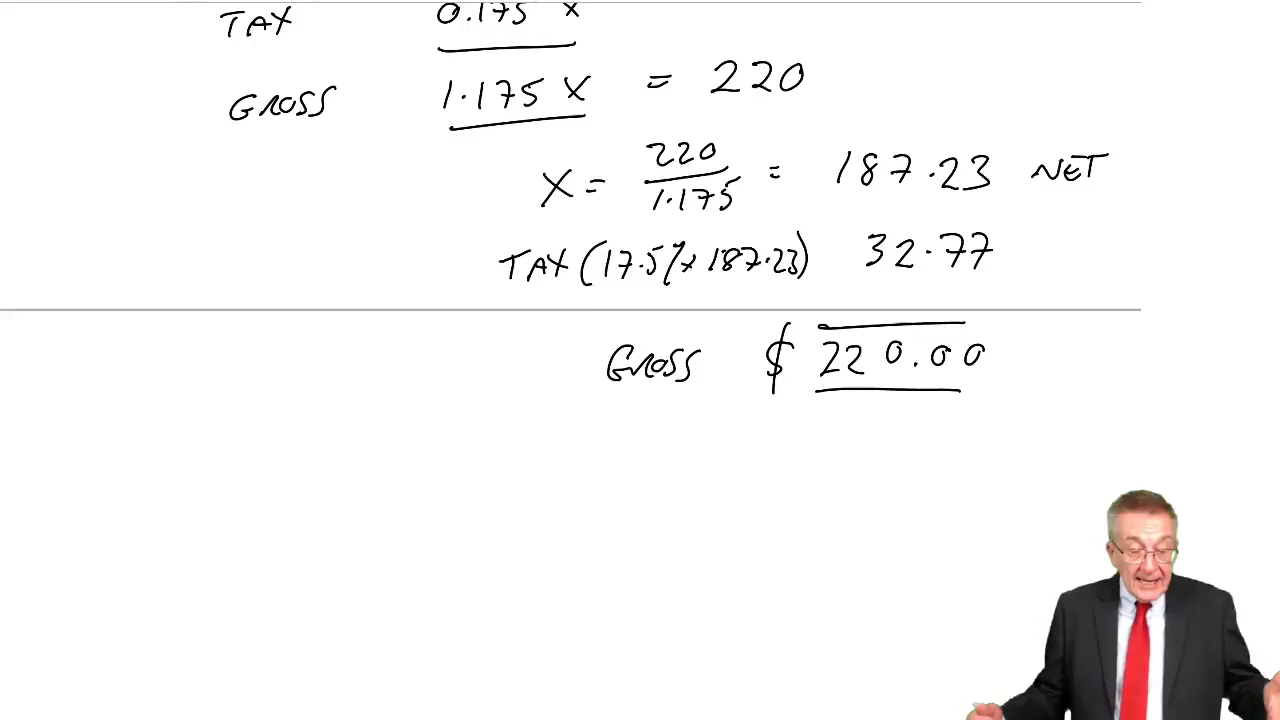 TAX 0.175 x
GROSS 1.175 X = 220
X = 220/1.175 = 187.23 NET
TAX (17.5% x 187.23) 32.77
GROSS $ 220.00